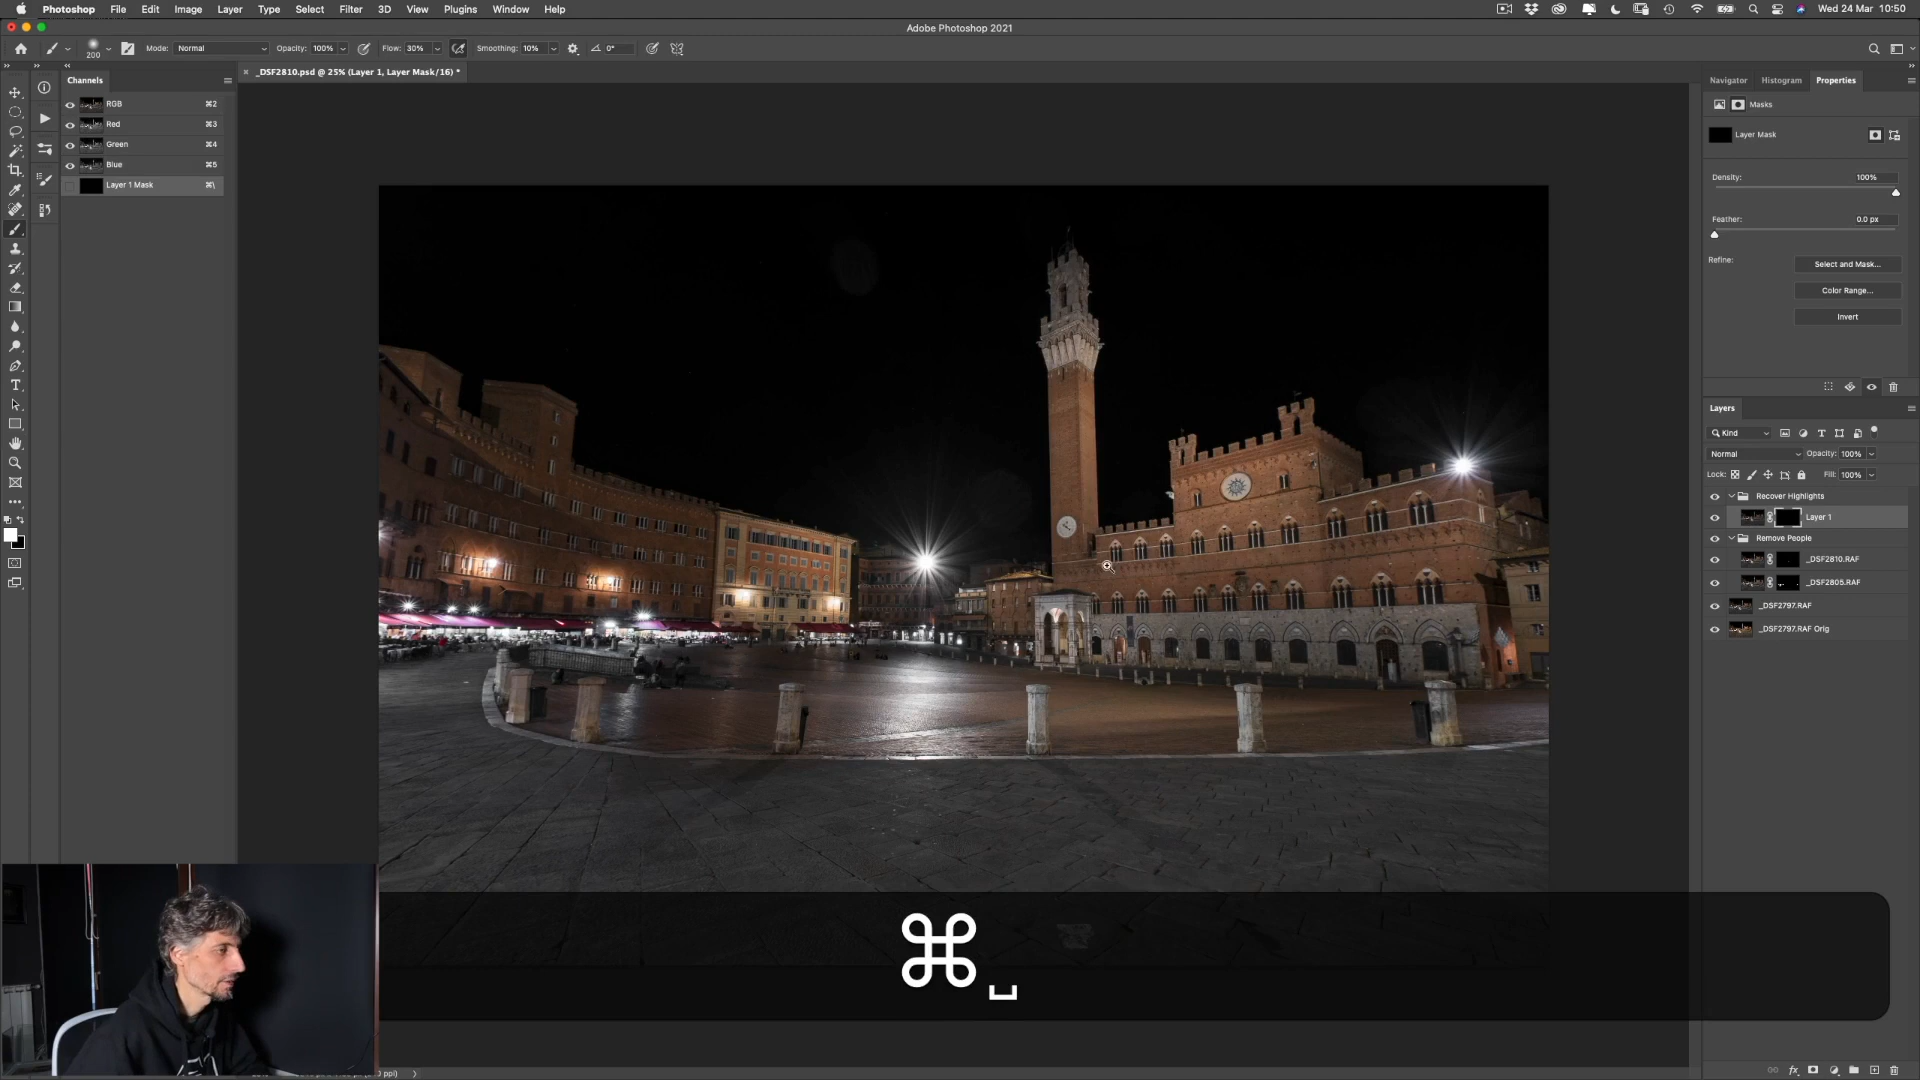 Photoshop File Edit Image Layer Type Select Filter 3D View Plugins Window Help
Wed 24 Mar 10:50
Adobe Photoshop 2021
200
Mode: Normal Opacity: 100% Flow: 30% Smoothing: 10% 0°
_DSF2810.psd @ 25% (Layer 1, Layer Mask/16) *
Channels
RGB ⌘2
Red ⌘3
Green ⌘4
Blue ⌘5
Layer 1 Mask ⌘\
Navigator Histogram Properties
Masks
Layer Mask
Density: 100%
Feather: 0.0 px
Refine:
Select and Mask...
Color Range...
Invert
Layers
Kind
Normal Opacity: 100%
Lock: Fill: 100%
Recover Highlights
Layer 1
Remove People
_DSF2810.RAF
_DSF2805.RAF
_DSF2797.RAF
_DSF2797.RAF Orig
⌘ ␣
ppi)